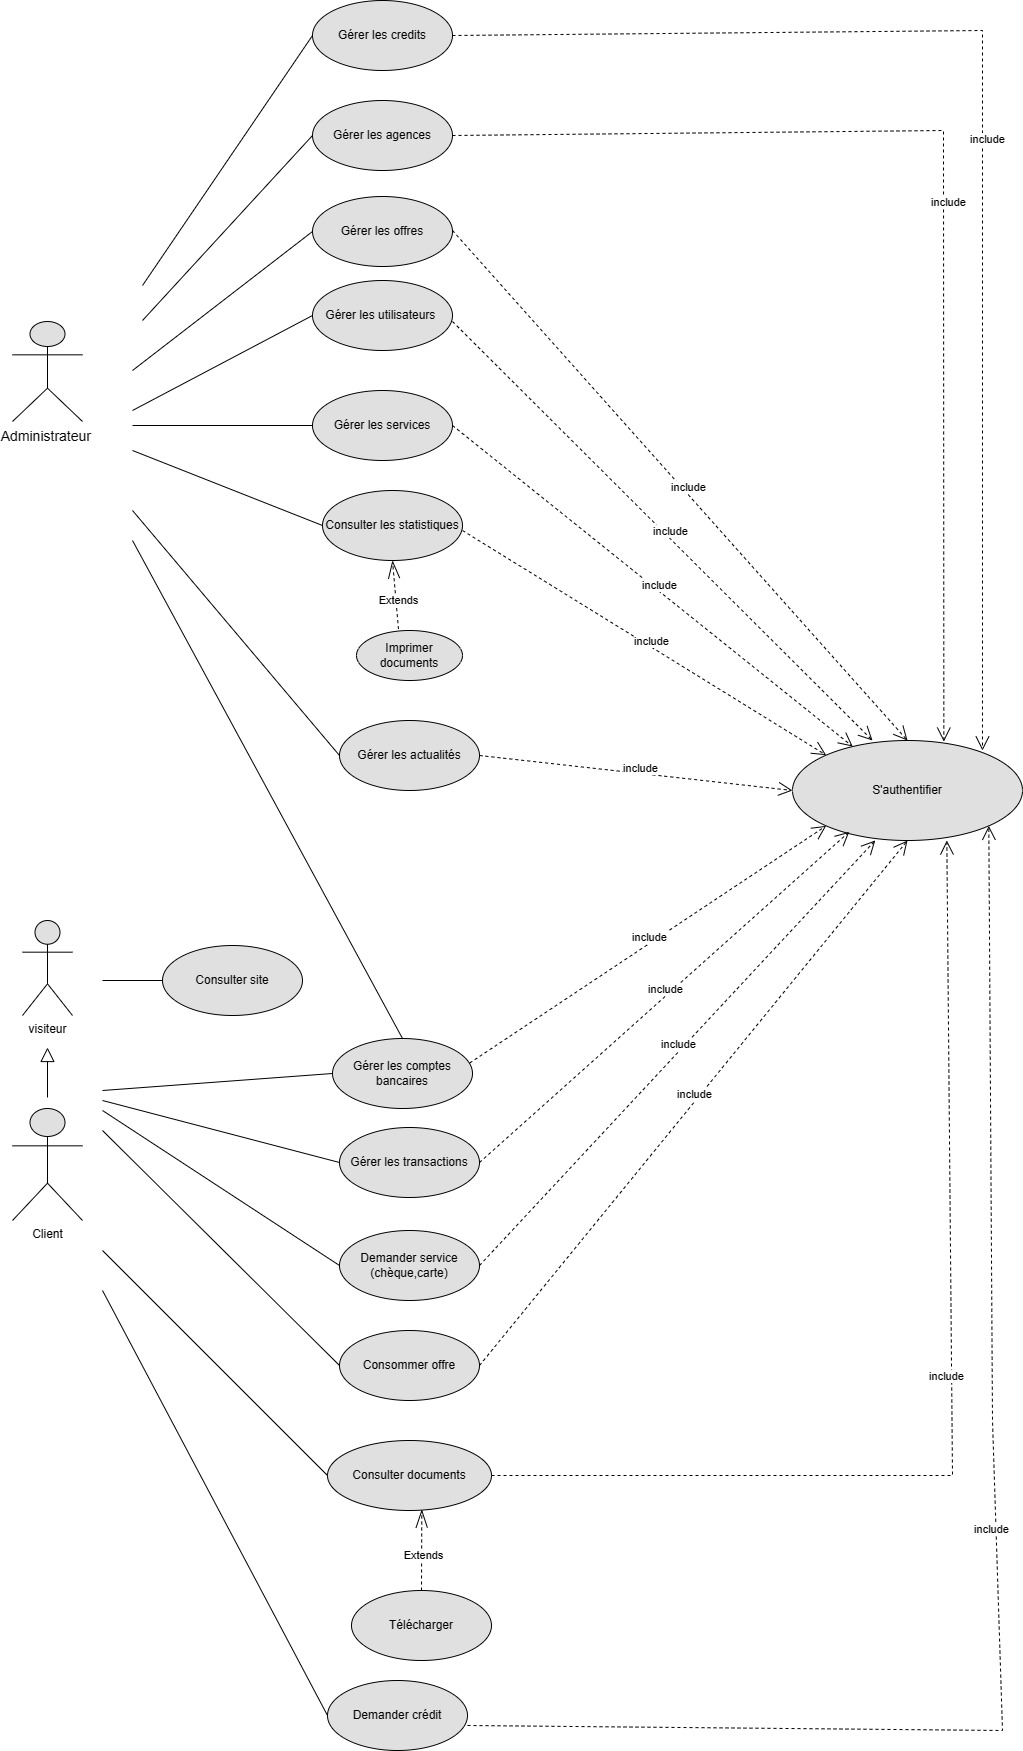 Gérer les credits
include
Gérer les agences
include
Gérer les offres
Gérer les utilisateurs
Administrateur
Gérer les services
include
Consulter les statistiques
include
include
Extends
include
Imprimer
documents
Gérer les actualités
include
S'authentifier
include
Consulter site
include
visiteur
include
Gérer les comptes
bancaires
include
Gérer les transactions
Client
Demander service
(chèque,carte)
Consommer offre
include
Consulter documents
include
Extends
Télécharger
Demander crédit